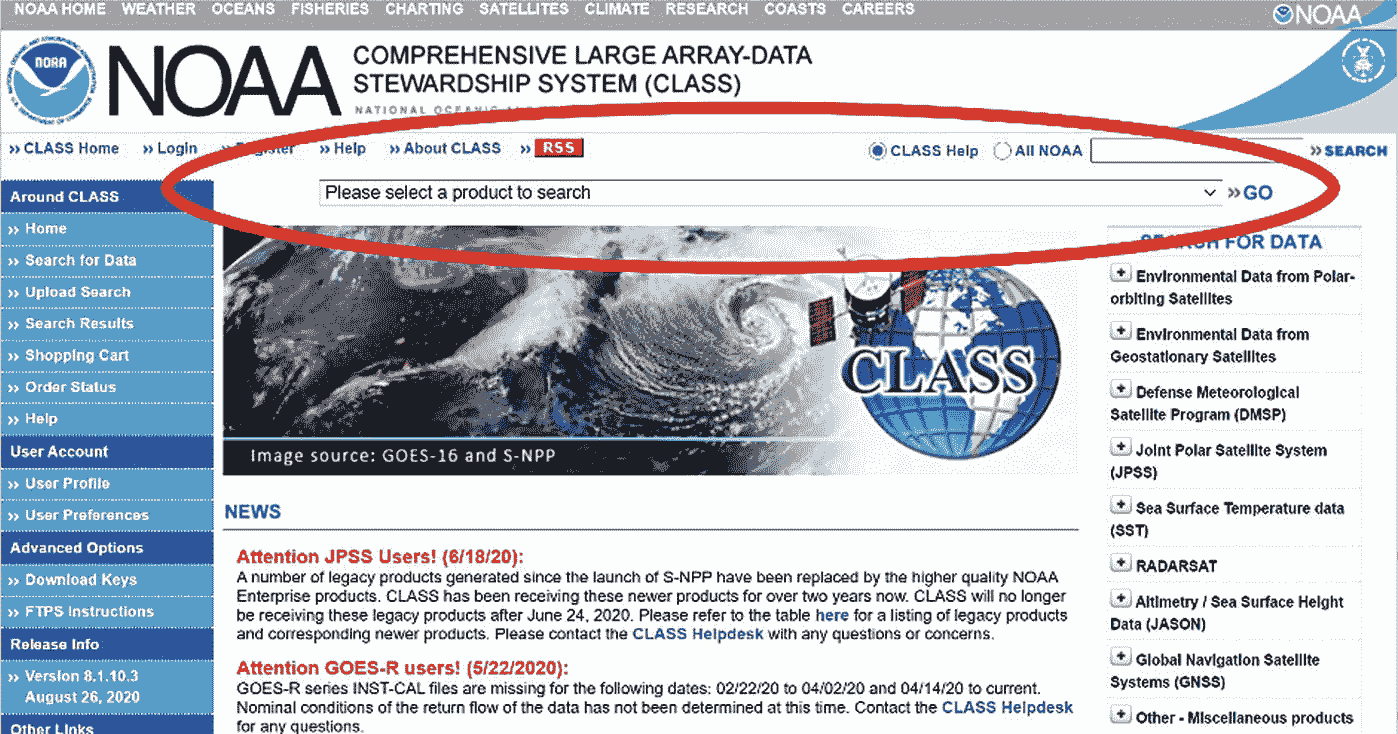 NOAA HOME WEATHER OCEANS FISHERIES CHARTING SATELLITES CLIMATE RESEARCH COASTS CAREERS
NOAA
NOAA
NOAA
COMPREHENSIVE LARGE ARRAY-DATA
STEWARDSHIP SYSTEM (CLASS)
NATIONAL OCEANIC
» CLASS Home » Login » Register » Help » About CLASS » RSS
CLASS Help All NOAA » SEARCH
Please select a product to search » GO
Around CLASS
» Home
» Search for Data
» Upload Search
» Search Results
» Shopping Cart
» Order Status
» Help
User Account
» User Profile
» User Preferences
Advanced Options
» Download Keys
» FTPS Instructions
Release Info
» Version 8.1.10.3
August 26, 2020
Other Links
CLASS
Image source: GOES-16 and S-NPP
NEWS
Attention JPSS Users! (6/18/20):
A number of legacy products generated since the launch of S-NPP have been replaced by the higher quality NOAA
Enterprise products. CLASS has been receiving these newer products for over two years now. CLASS will no longer
be receiving these legacy products after June 24, 2020. Please refer to the table here for a listing of legacy products
and corresponding newer products. Please contact the CLASS Helpdesk with any questions or concerns.
Attention GOES-R users! (5/22/2020):
GOES-R series INST-CAL files are missing for the following dates: 02/22/20 to 04/02/20 and 04/14/20 to current.
Nominal conditions of the return flow of the data has not been determined at this time. Contact the CLASS Helpdesk
for any questions.
SEARCH FOR DATA
Environmental Data from Polar-
orbiting Satellites
Environmental Data from
Geostationary Satellites
Defense Meteorological
Satellite Program (DMSP)
Joint Polar Satellite System
(JPSS)
Sea Surface Temperature data
(SST)
RADARSAT
Altimetry / Sea Surface Height
Data (JASON)
Global Navigation Satellite
Systems (GNSS)
Other - Miscellaneous products